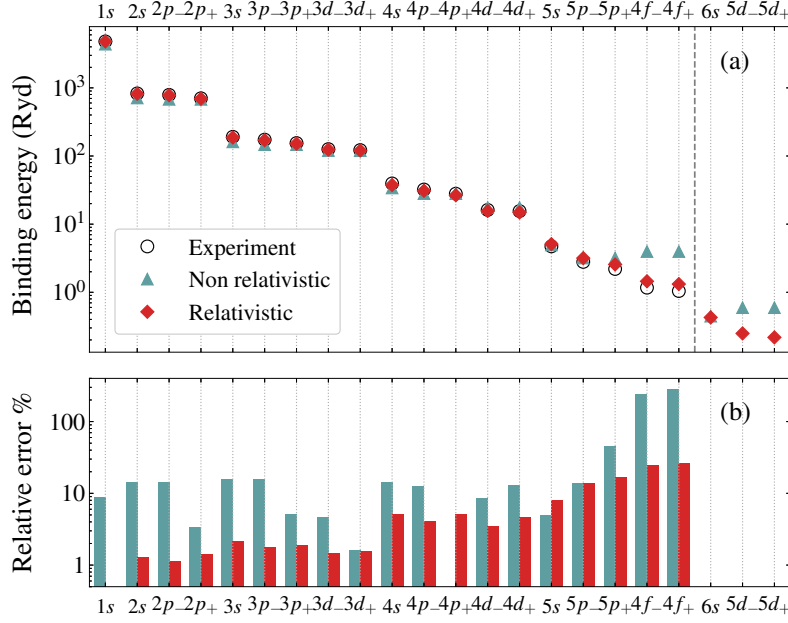 1s 2s 2p₋ 2p₊ 3s 3p₋ 3p₊ 3d₋ 3d₊ 4s 4p₋ 4p₊ 4d₋ 4d₊ 5s 5p₋ 5p₊ 4f₋ 4f₊ 6s 5d₋ 5d₊
(a)
Binding energy (Ryd)
10³
10²
10¹
10⁰
Experiment
Non relativistic
Relativistic
(b)
Relative error %
100
10
1
1s 2s 2p₋ 2p₊ 3s 3p₋ 3p₊ 3d₋ 3d₊ 4s 4p₋ 4p₊ 4d₋ 4d₊ 5s 5p₋ 5p₊ 4f₋ 4f₊ 6s 5d₋ 5d₊